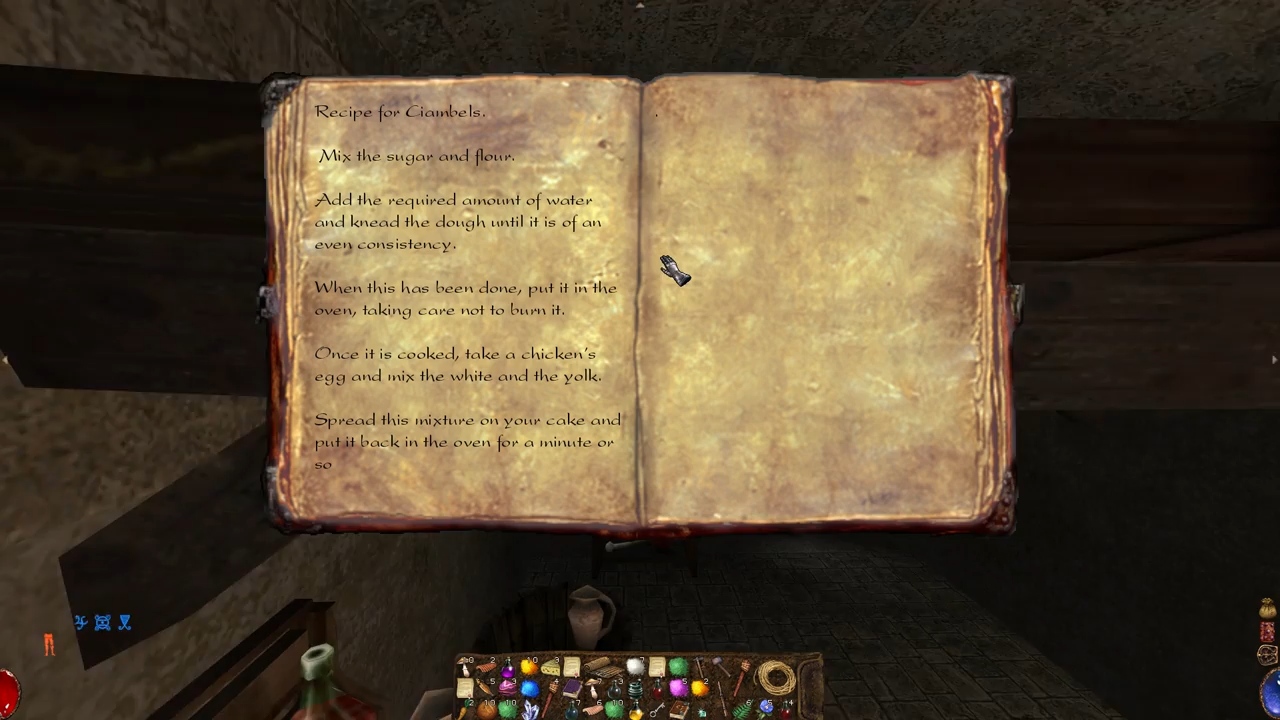 Recipe for Ciambels.
Mix the sugar and flour.
Add the required amount of water
and knead the dough until it is of an
even consistency.
When this has been done, put it in the
oven, taking care not to burn it.
Once it is cooked, take a chicken's
egg and mix the white and the yolk.
Spread this mixture on your cake and
put it back in the oven for a minute or
so
.